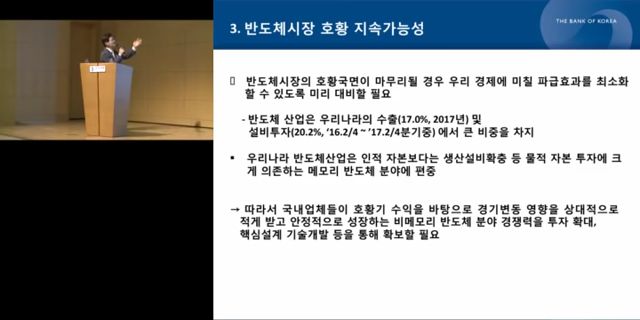 3. 반도체시장 호황 지속가능성
THE BANK OF KOREA
반도체시장의 호황국면이 마무리될 경우 우리 경제에 미칠 파급효과를 최소화
할 수 있도록 미리 대비할 필요
- 반도체 산업은 우리나라의 수출(17.0%, 2017년) 및
설비투자(20.2%, ‘16.2/4 ~ ’17.2/4분기중) 에서 큰 비중을 차지
▪ 우리나라 반도체산업은 인적 자본보다는 생산설비확충 등 물적 자본 투자에 크
게 의존하는 메모리 반도체 분야에 편중
→ 따라서 국내업체들이 호황기 수익을 바탕으로 경기변동 영향을 상대적으로
적게 받고 안정적으로 성장하는 비메모리 반도체 분야 경쟁력을 투자 확대,
핵심설계 기술개발 등을 통해 확보할 필요